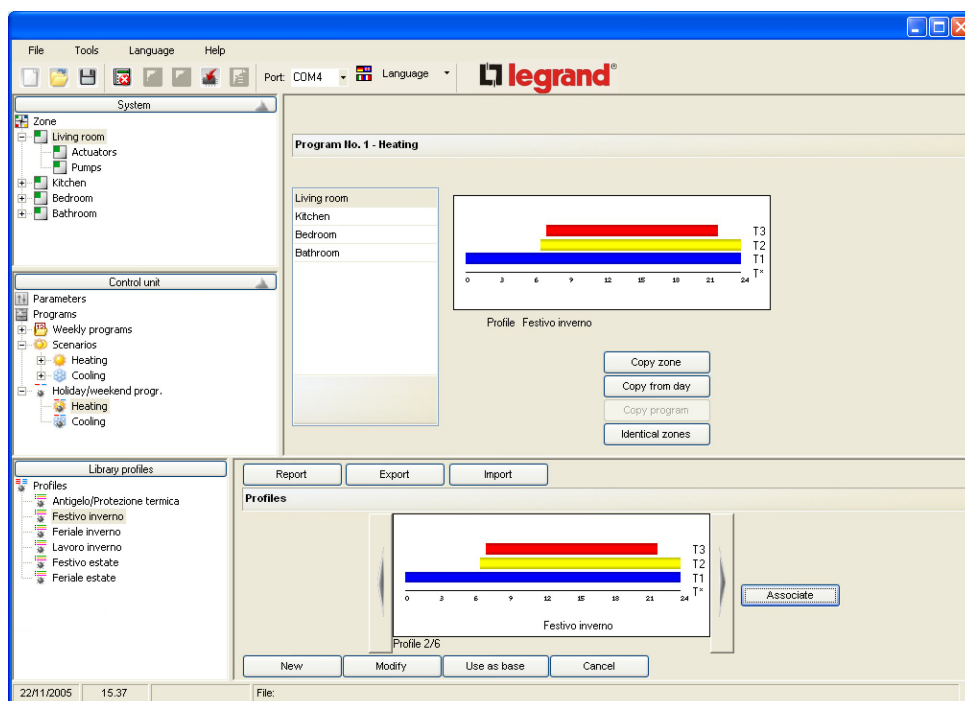 File Tools Language Help
Port: COM4 Language legrand®
System
Zone
Living room
Actuators
Pumps
Kitchen
Bedroom
Bathroom
Program No. 1 - Heating
Living room
Kitchen
Bedroom
Bathroom
T3
T2
T1
T*
0 3 6 9 12 15 18 21 24
Profile Festivo inverno
Copy zone
Copy from day
Copy program
Identical zones
Control unit
Parameters
Programs
Weekly programs
Scenarios
Heating
Cooling
Holiday/weekend progr.
Heating
Cooling
Library profiles
Profiles
Antigelo/Protezione termica
Festivo inverno
Feriale inverno
Lavoro inverno
Festivo estate
Feriale estate
Report Export Import
Profiles
T3
T2
T1
T*
0 3 6 9 12 15 18 21 24
Festivo inverno
Profile 2/6
Associate
New Modify Use as base Cancel
22/11/2005 15.37 File: